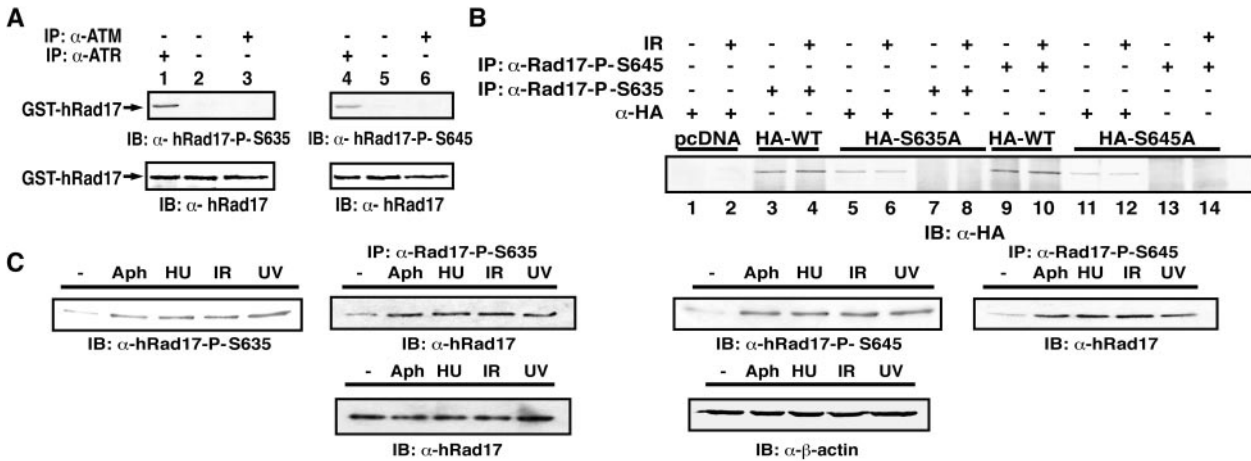 A
IP: α-ATM - - + - - +
IP: α-ATR + - - + - -
1 2 3 4 5 6
GST-hRad17
IB: α- hRad17-P-S635
IB: α- hRad17-P-S645
GST-hRad17
IB: α- hRad17
IB: α- hRad17
B
IR - + - + - + - + - + - + - +
IP: α-Rad17-P-S645 - - - - - - - - + + - - + +
IP: α-Rad17-P-S635 - - + + - - + + - - - - - -
α-HA + + - - + + - - - - + + - -
pcDNA HA-WT HA-S635A HA-WT HA-S645A
1 2 3 4 5 6 7 8 9 10 11 12 13 14
IB: α-HA
C
- Aph HU IR UV
IB: α-hRad17-P-S635
IP: α-Rad17-P-S635
- Aph HU IR UV
IB: α-hRad17
- Aph HU IR UV
IB: α-hRad17
- Aph HU IR UV
IB: α-hRad17-P- S645
IP: α-Rad17-P-S645
- Aph HU IR UV
IB: α-hRad17
- Aph HU IR UV
IB: α-β-actin